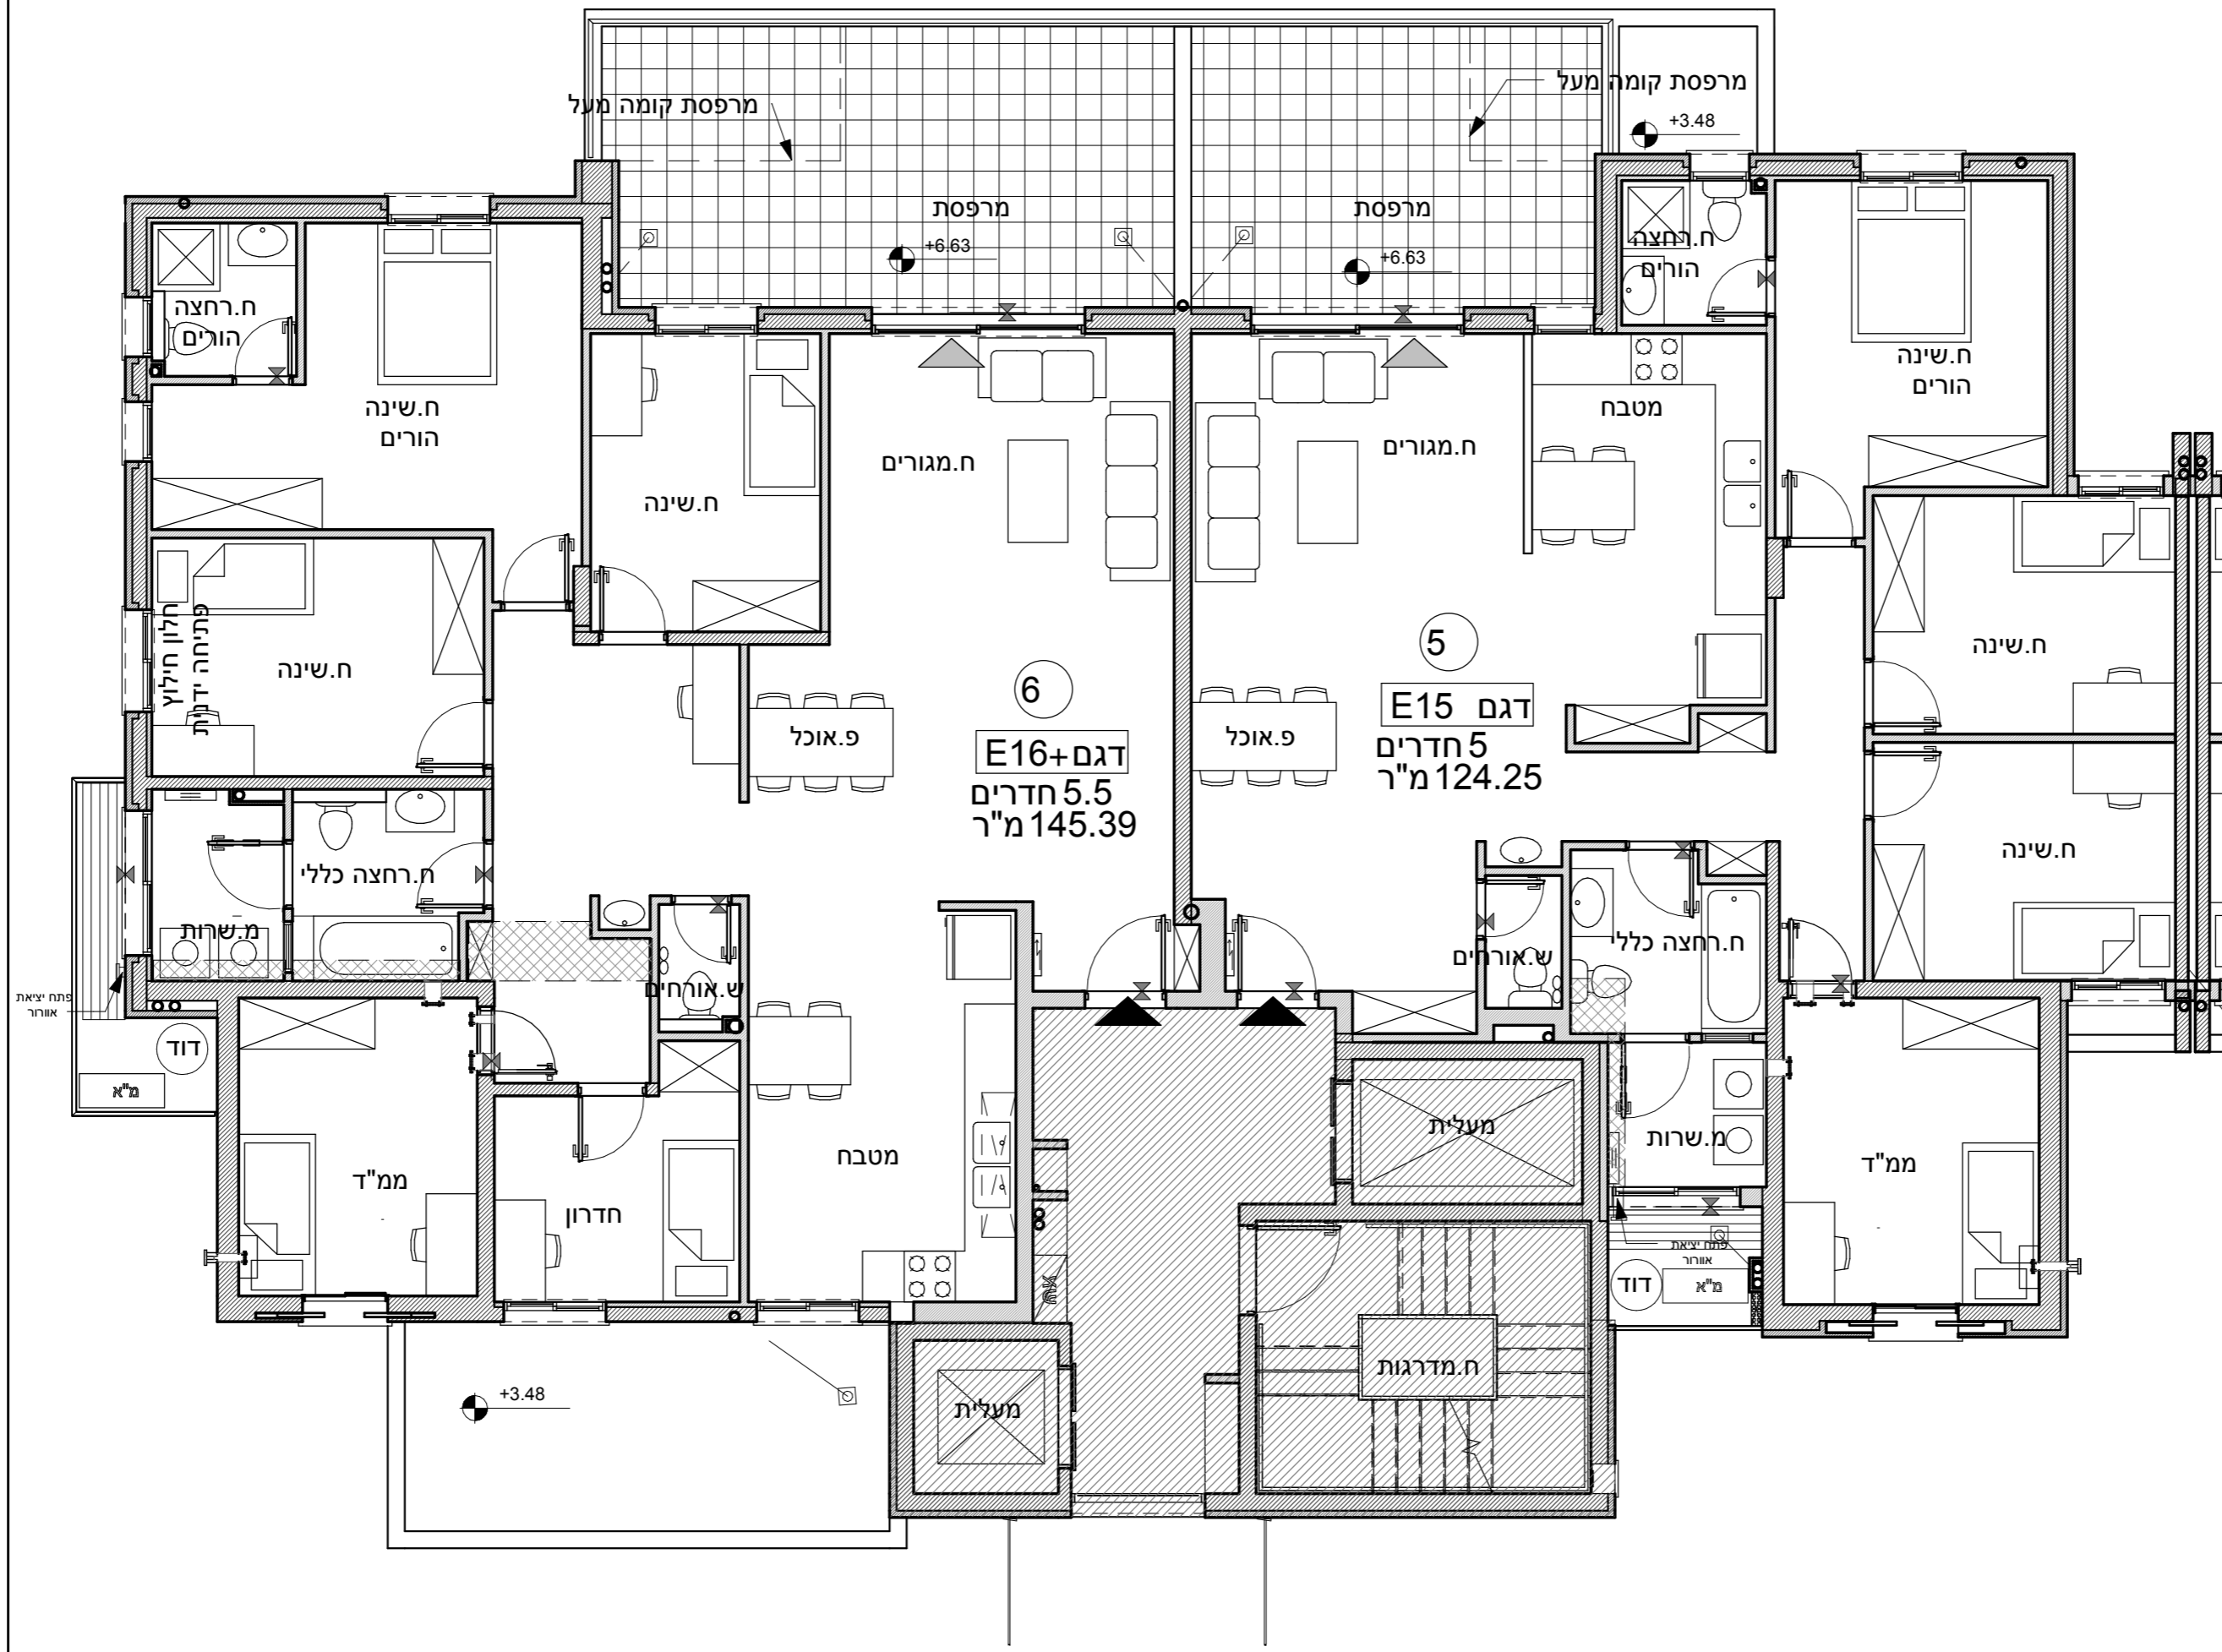 מרפסת קומה מעל
מרפסת קומה מעל
+3.48
מרפסת
+6.63
מרפסת
+6.63
ח.רחצה
הורים
ח.שינה
הורים
ח.רחצה
הורים
ח.שינה
הורים
ח.שינה
ח.מגורים
ח.מגורים
מטבח
חלון חילוץ
פתיחה ידנית
ח.שינה
6
דגם E16+
5.5 חדרים
145.39 מ"ר
פ.אוכל
5
דגם E15
5 חדרים
124.25 מ"ר
פ.אוכל
ח.שינה
ח.שינה
ח.רחצה כללי
מ.שרות
פתח יציאת
אוורור
דוד
מ"א
ש.אורחים
ש.אורחים
ח.רחצה כללי
ממ"ד
חדרון
מטבח
מעלית
מ.שרות
ממ"ד
פתח יציאת
אוורור
דוד
מ"א
ח.מדרגות
מעלית
+3.48